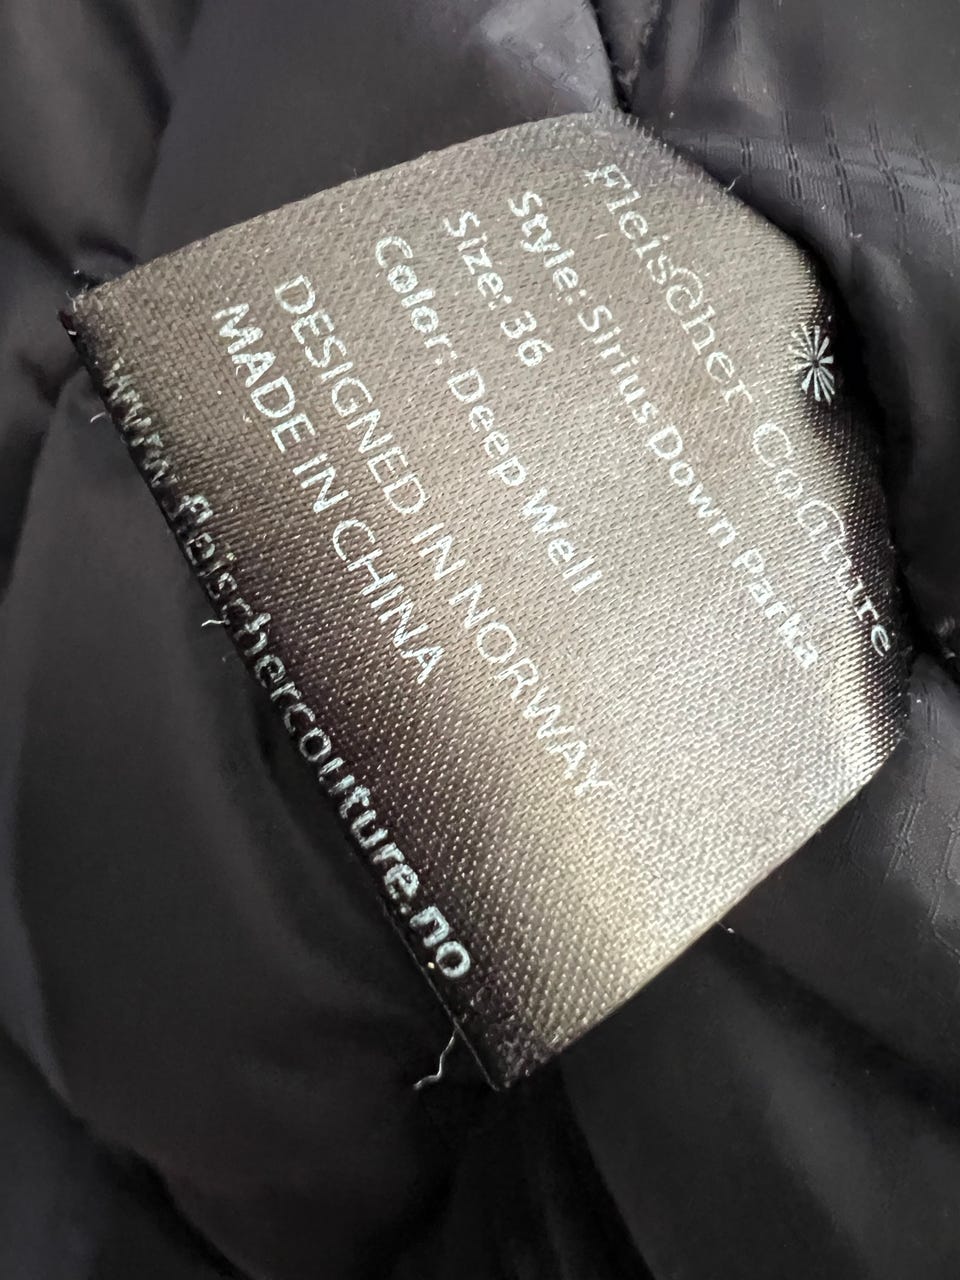 Fleischer Couture
Style: Sirius Down Parka
Size: 36
Color: Deep Well
DESIGNED IN NORWAY
MADE IN CHINA
www.fleischercouture.no